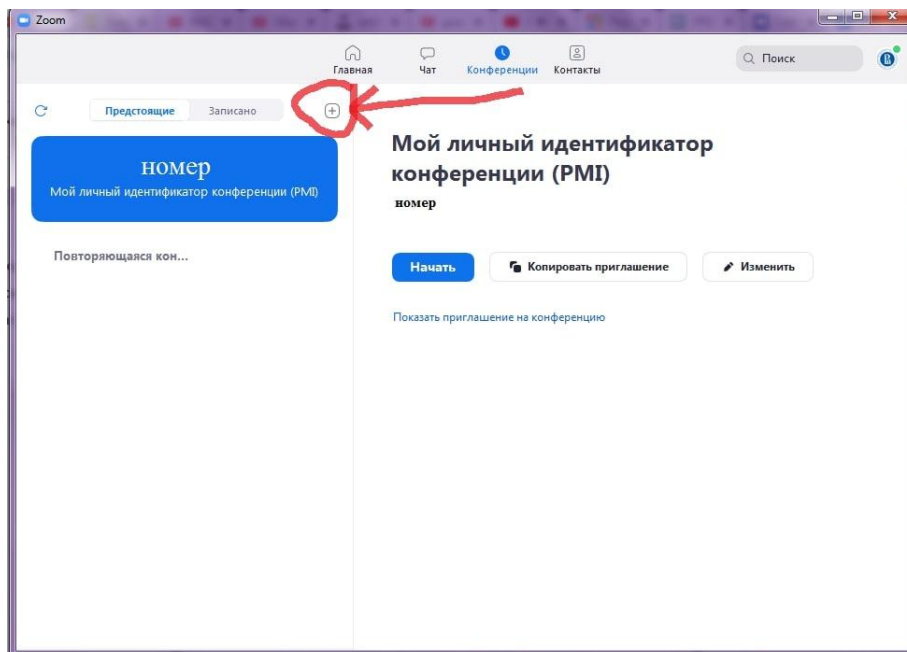 Zoom
Главная
Чат
Конференции
Контакты
Поиск
Предстоящие
Записано
номер
Мой личный идентификатор конференции (PMI)
Повторяющаяся кон...
Мой личный идентификатор
конференции (PMI)
номер
Начать
Копировать приглашение
Изменить
Показать приглашение на конференцию